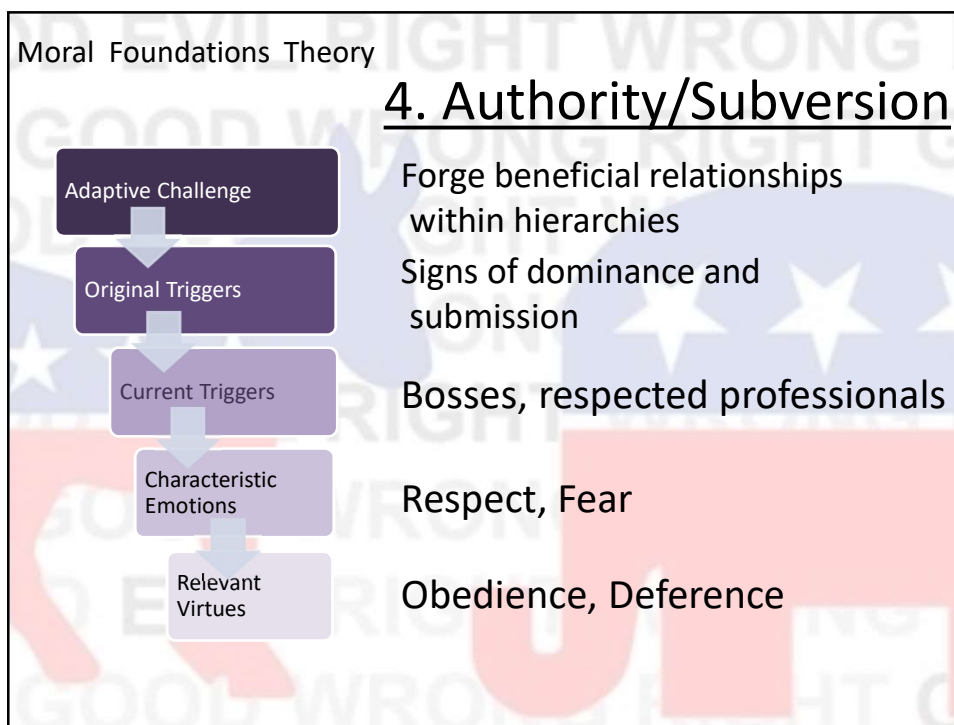 Moral Foundations Theory
4. Authority/Subversion
Adaptive Challenge
Forge beneficial relationships
within hierarchies
Original Triggers
Signs of dominance and
submission
Current Triggers
Bosses, respected professionals
Characteristic
Emotions
Respect, Fear
Relevant
Virtues
Obedience, Deference